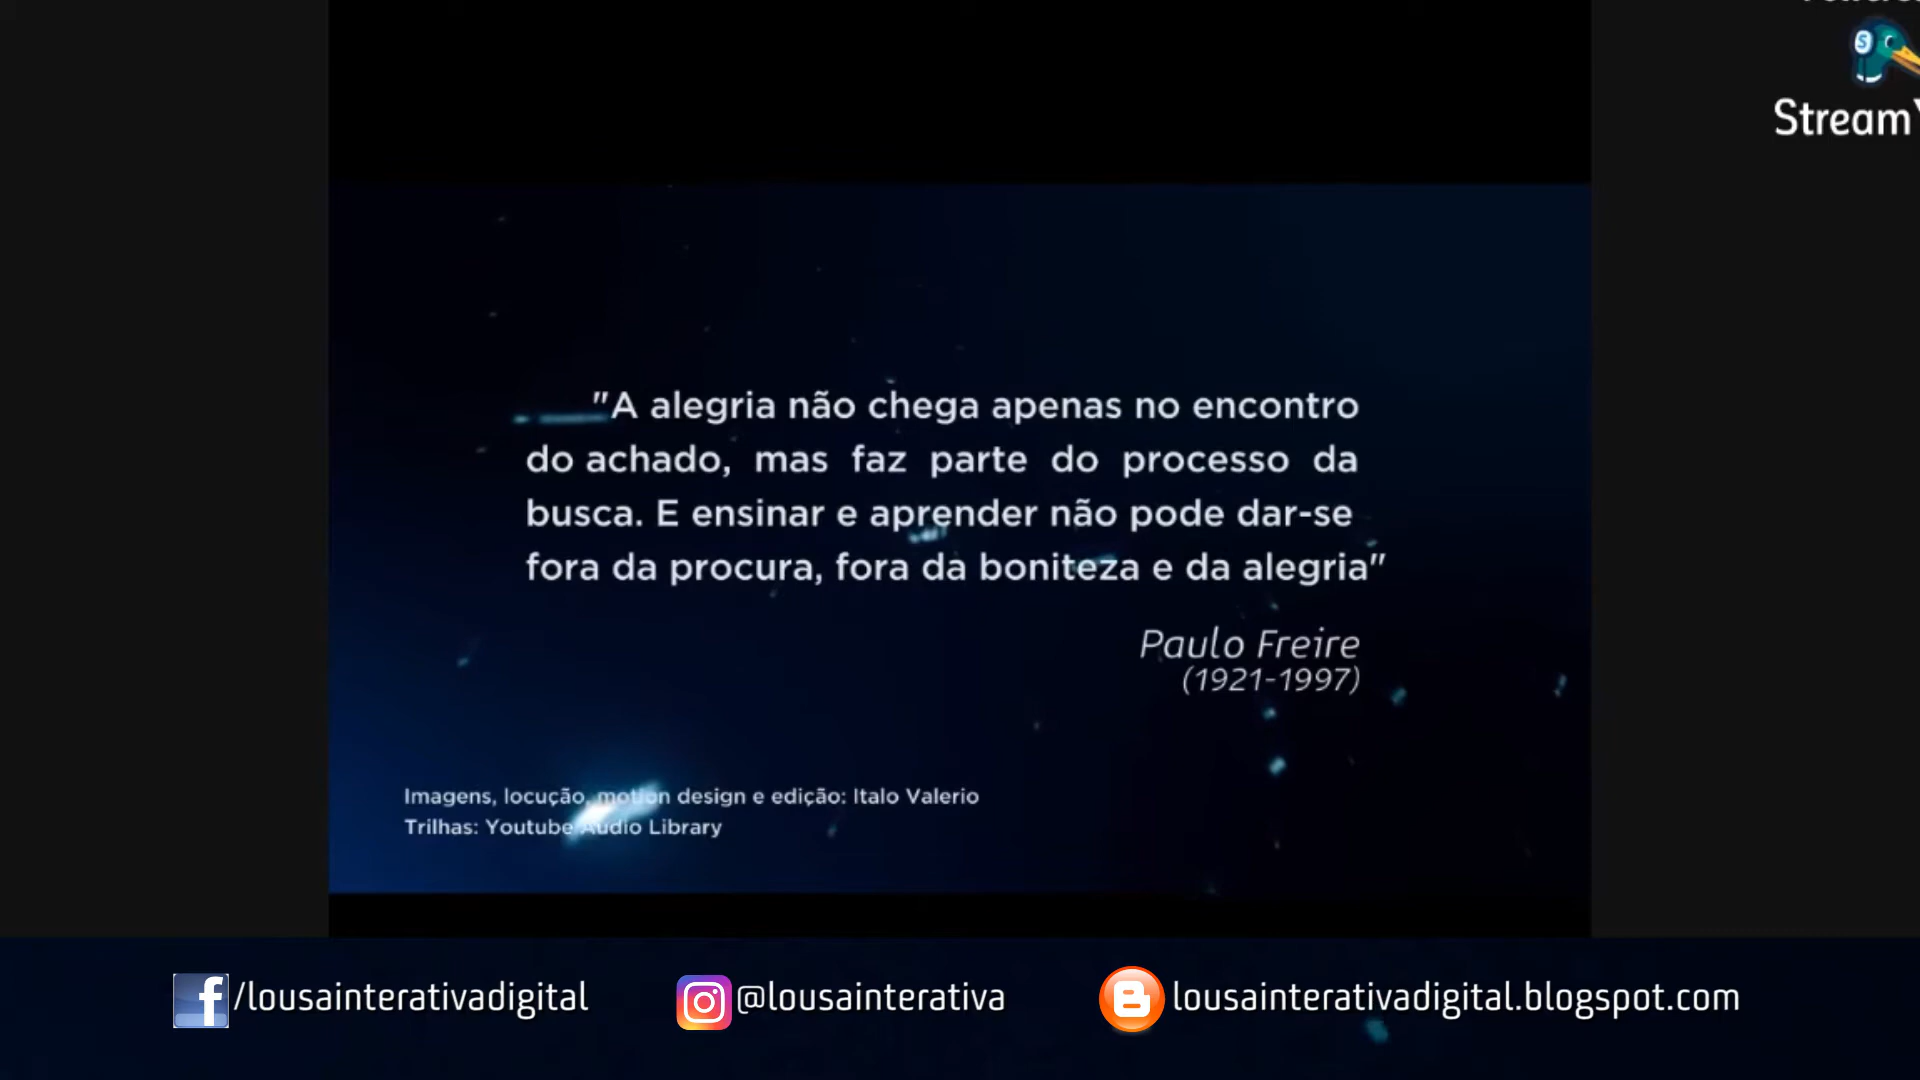 Stream
"A alegria não chega apenas no encontro
do achado, mas faz parte do processo da
busca. E ensinar e aprender não pode dar-se
fora da procura, fora da boniteza e da alegria"
Paulo Freire
(1921-1997)
Imagens, locução, motion design e edição: Italo Valerio
Trilhas: Youtube Audio Library
/lousainterativadigital
@lousainterativa
lousainterativadigital.blogspot.com